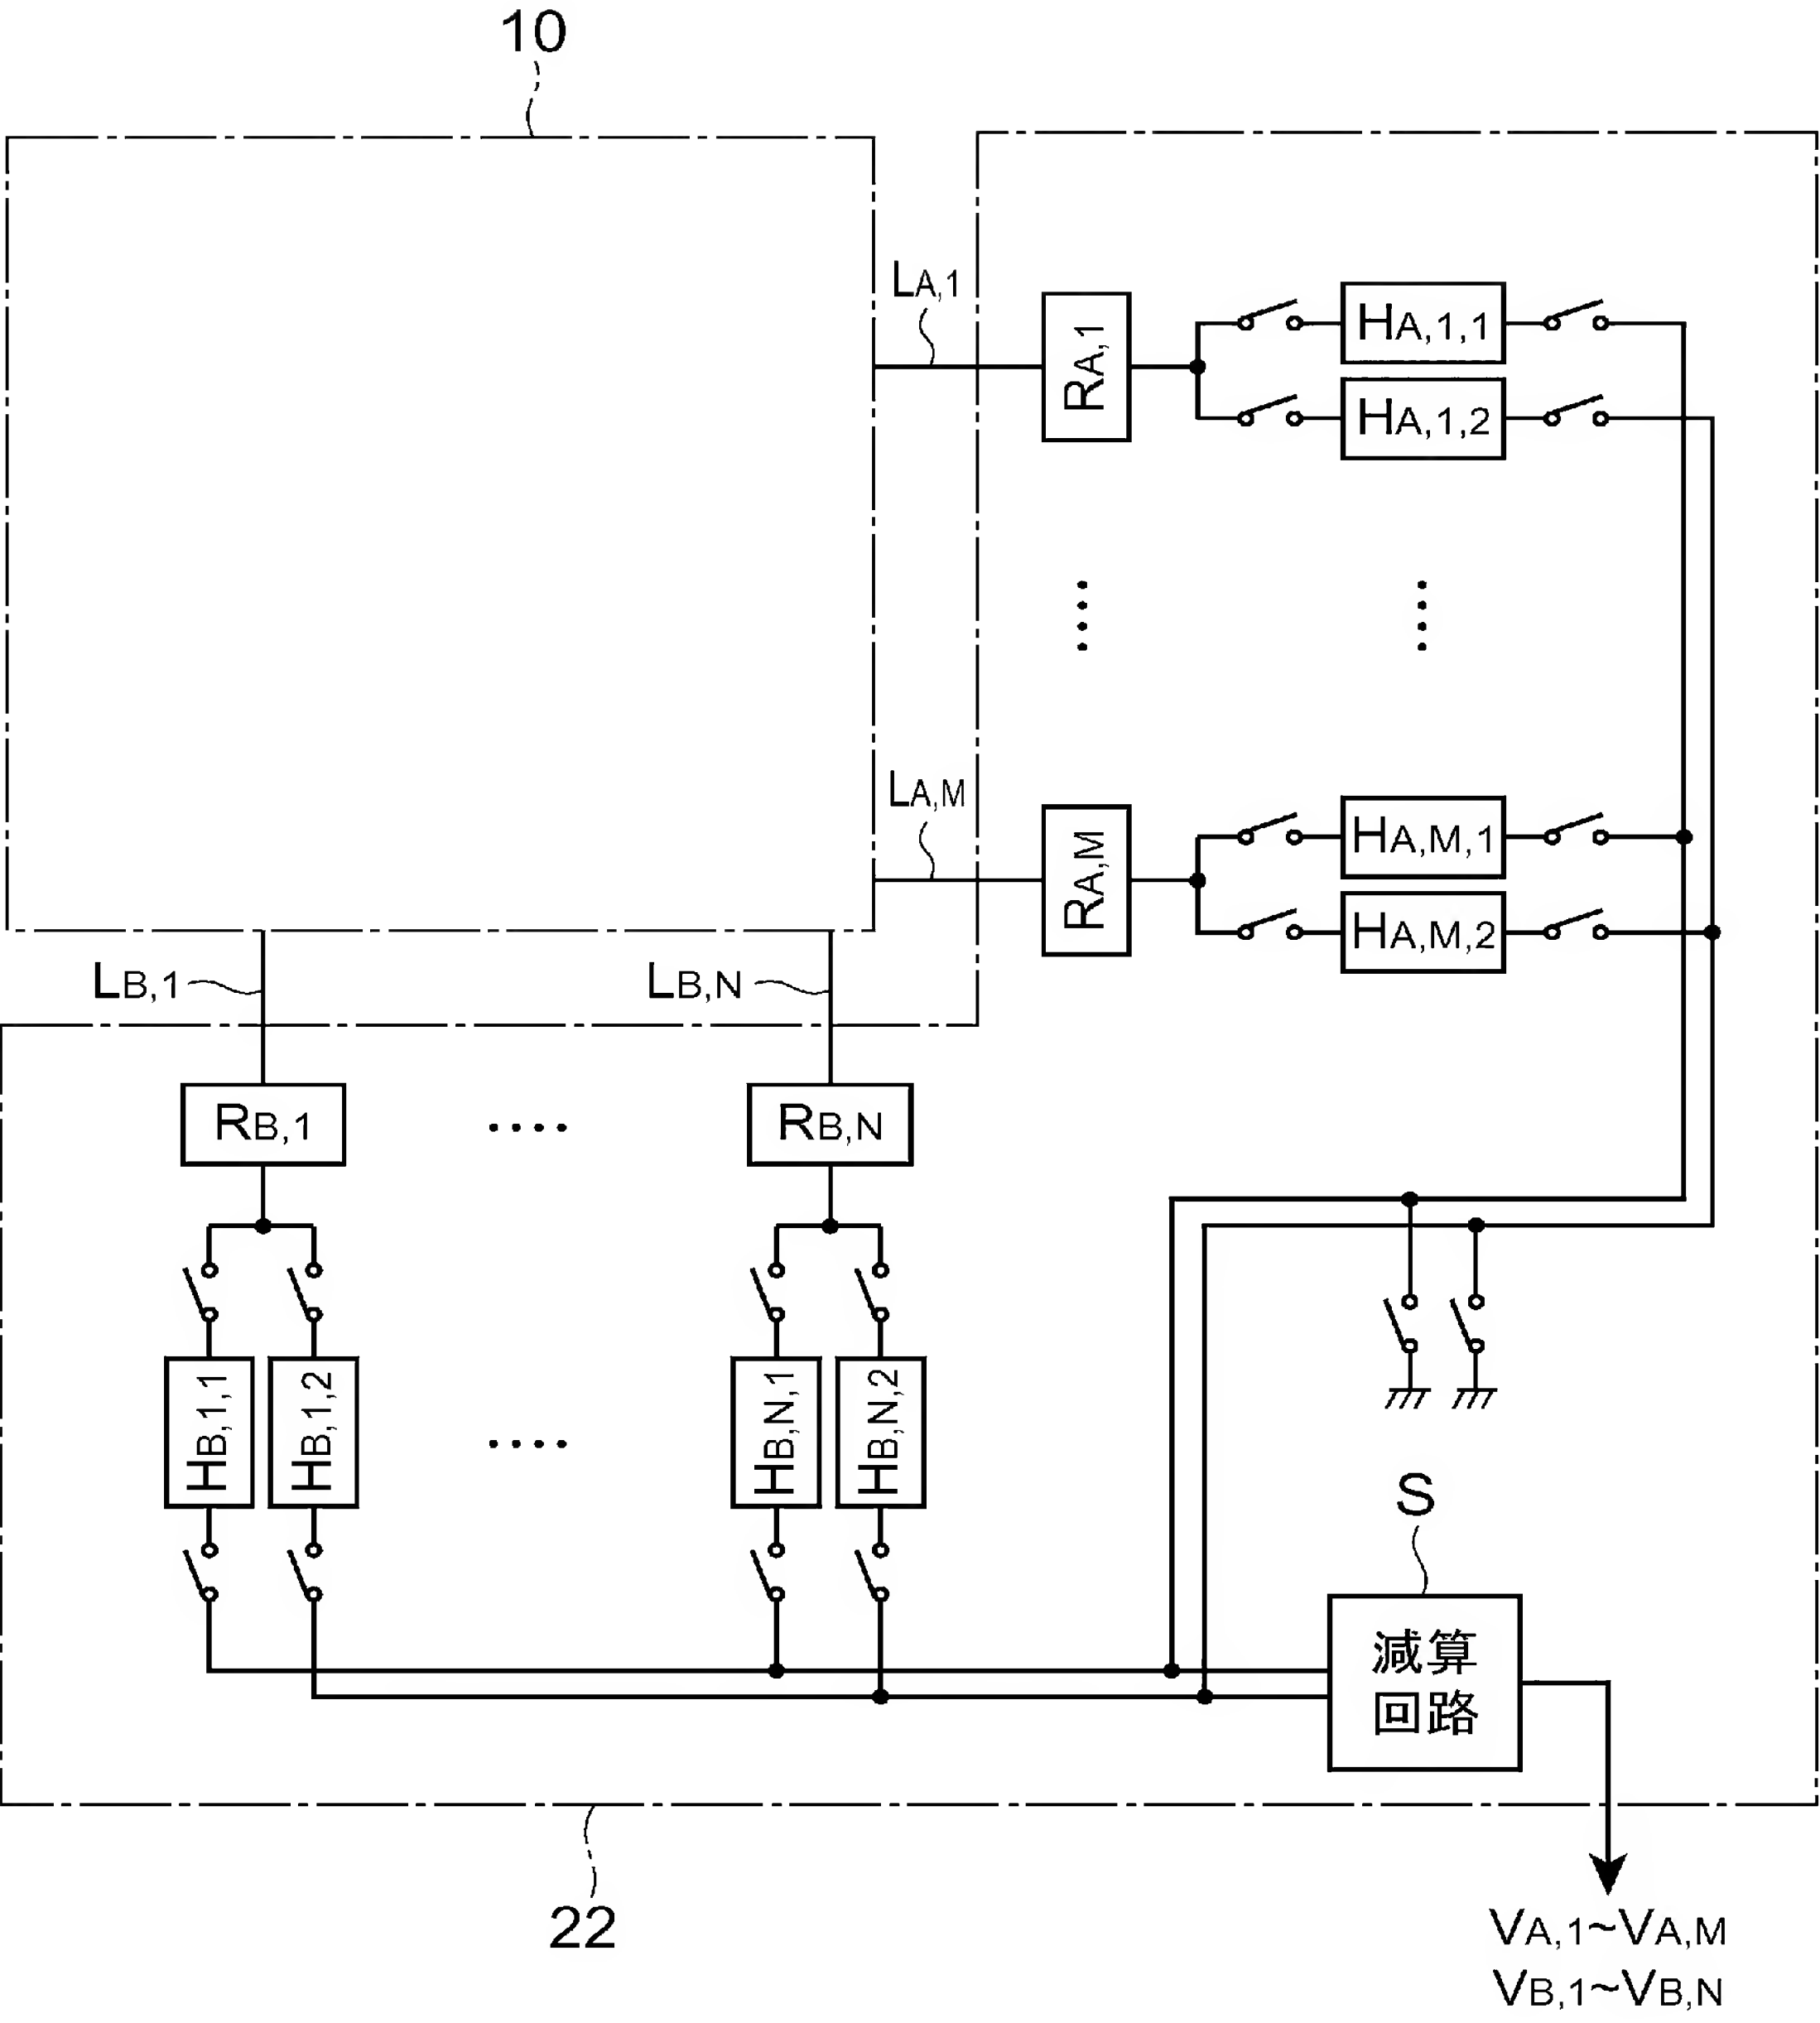 10
LA,1
RA,1
HA,1,1
HA,1,2
LA,M
RA,M
HA,M,1
HA,M,2
LB,1
LB,N
RB,1
RB,N
HB,1,1
HB,1,2
HB,N,1
HB,N,2
S
減算
回路
22
VA,1~VA,M
VB,1~VB,N